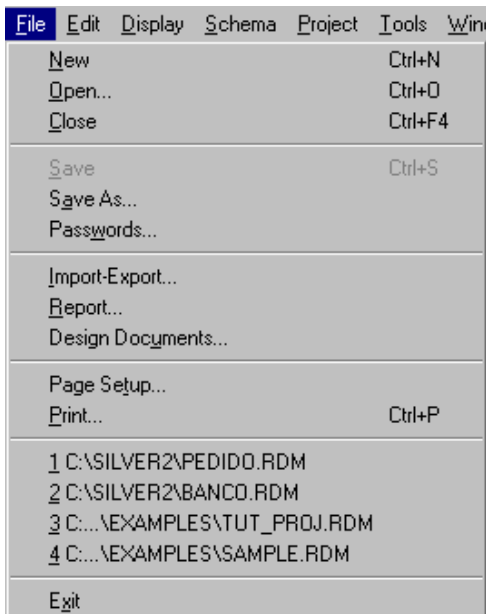 File Edit Display Schema Project Tools Win
New Ctrl+N
Open... Ctrl+O
Close Ctrl+F4
Save Ctrl+S
Save As...
Passwords...
Import-Export...
Report...
Design Documents...
Page Setup...
Print... Ctrl+P
1 C:\SILVER2\PEDIDO.RDM
2 C:\SILVER2\BANCO.RDM
3 C:...\EXAMPLES\TUT_PROJ.RDM
4 C:...\EXAMPLES\SAMPLE.RDM
Exit